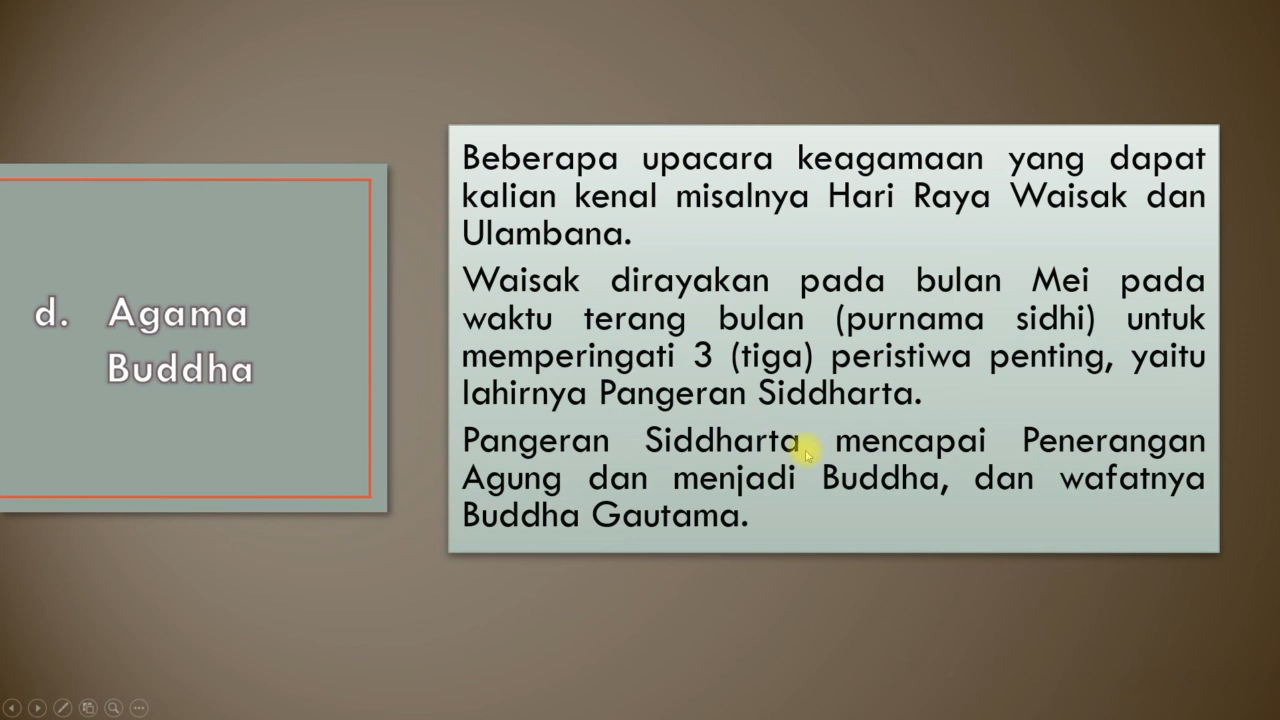 d. Agama
Buddha
Beberapa upacara keagamaan yang dapat
kalian kenal misalnya Hari Raya Waisak dan
Ulambana.
Waisak dirayakan pada bulan Mei pada
waktu terang bulan (purnama sidhi) untuk
memperingati 3 (tiga) peristiwa penting, yaitu
lahirnya Pangeran Siddharta.
Pangeran Siddharta mencapai Penerangan
Agung dan menjadi Buddha, dan wafatnya
Buddha Gautama.